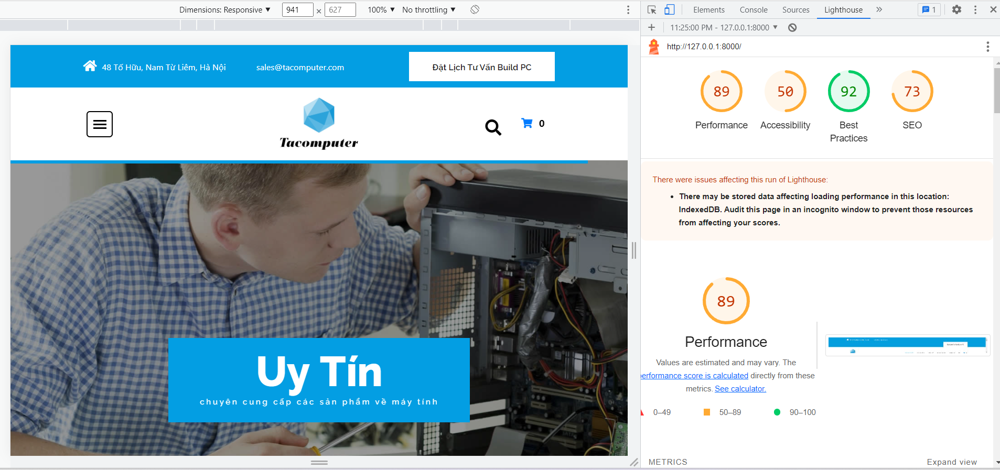 Dimensions: Responsive ▼ 941 × 627 100% ▼ No throttling ▼
Elements Console Sources Lighthouse » 1
11:25:00 PM - 127.0.0.1:8000 ▼
http://127.0.0.1:8000/
48 Tố Hữu, Nam Từ Liêm, Hà Nội
sales@tacomputer.com
Đặt Lịch Tư Vấn Build PC
Tacomputer
0
Uy Tín
chuyên cung cấp các sản phẩm về máy tính
89 50 92 73
Performance Accessibility Best SEO
Practices
There were issues affecting this run of Lighthouse:
• There may be stored data affecting loading performance in this location:
IndexedDB. Audit this page in an incognito window to prevent those resources
from affecting your scores.
89
Performance
Values are estimated and may vary. The
performance score is calculated directly from these
metrics. See calculator.
0–49 50–89 90–100
METRICS Expand view